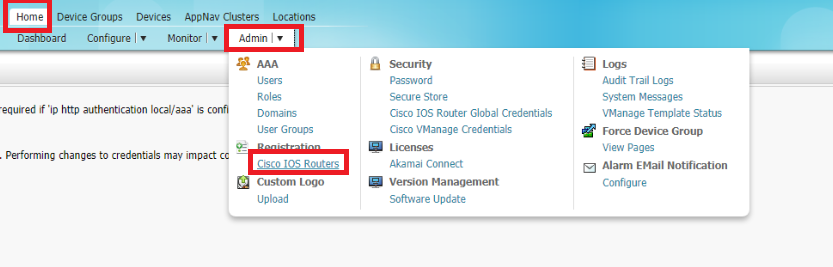 Home Device Groups Devices AppNav Clusters Locations
Dashboard Configure | ▼ Monitor | ▼ Admin | ▼
AAA
Users
Roles
Domains
User Groups
Registration
Cisco IOS Routers
Custom Logo
Upload
Security
Password
Secure Store
Cisco IOS Router Global Credentials
Cisco VManage Credentials
Licenses
Akamai Connect
Version Management
Software Update
Logs
Audit Trail Logs
System Messages
VManage Template Status
Force Device Group
View Pages
Alarm EMail Notification
Configure
equired if 'ip http authentication local/aaa' is confi
. Performing changes to credentials may impact co